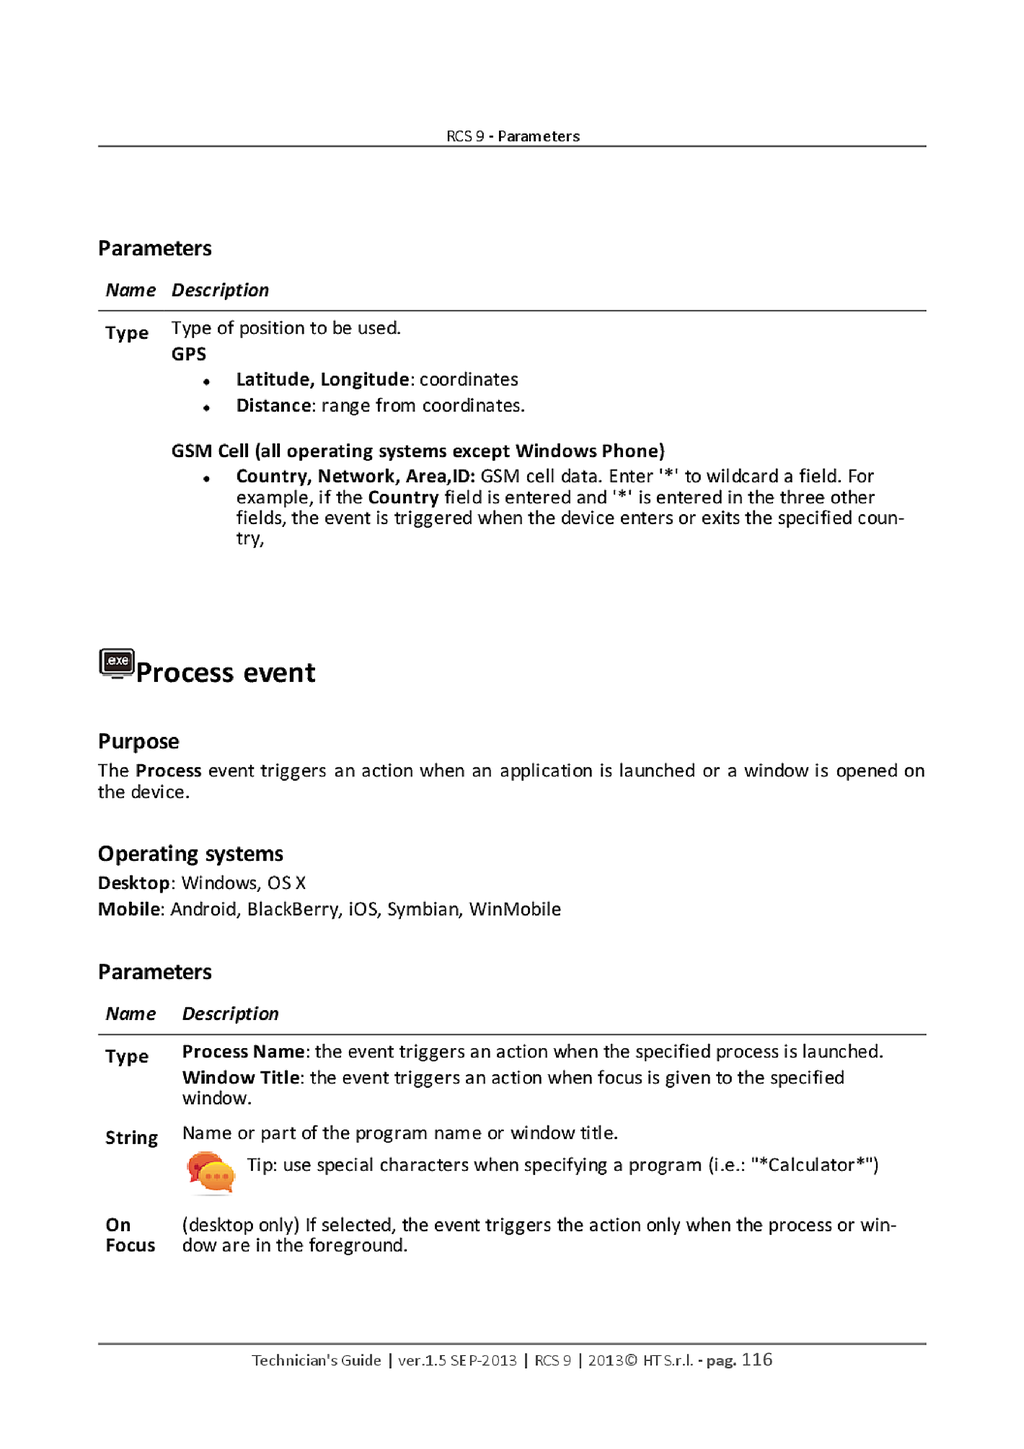 RCS 9 - Parameters
Parameters
Name Description
Type Type of position to be used.
GPS
• Latitude, Longitude: coordinates
• Distance: range from coordinates.
GSM Cell (all operating systems except Windows Phone)
• Country, Network, Area,ID: GSM cell data. Enter '*' to wildcard a field. For
example, if the Country field is entered and '*' is entered in the three other
fields, the event is triggered when the device enters or exits the specified coun-
try,
.exe Process event
Purpose
The Process event triggers an action when an application is launched or a window is opened on
the device.
Operating systems
Desktop: Windows, OS X
Mobile: Android, BlackBerry, iOS, Symbian, WinMobile
Parameters
Name Description
Type Process Name: the event triggers an action when the specified process is launched.
Window Title: the event triggers an action when focus is given to the specified
window.
String Name or part of the program name or window title.
Tip: use special characters when specifying a program (i.e.: "*Calculator*")
On (desktop only) If selected, the event triggers the action only when the process or win-
Focus dow are in the foreground.
Technician's Guide | ver.1.5 SEP-2013 | RCS 9 | 2013© HT S.r.l. - pag. 116